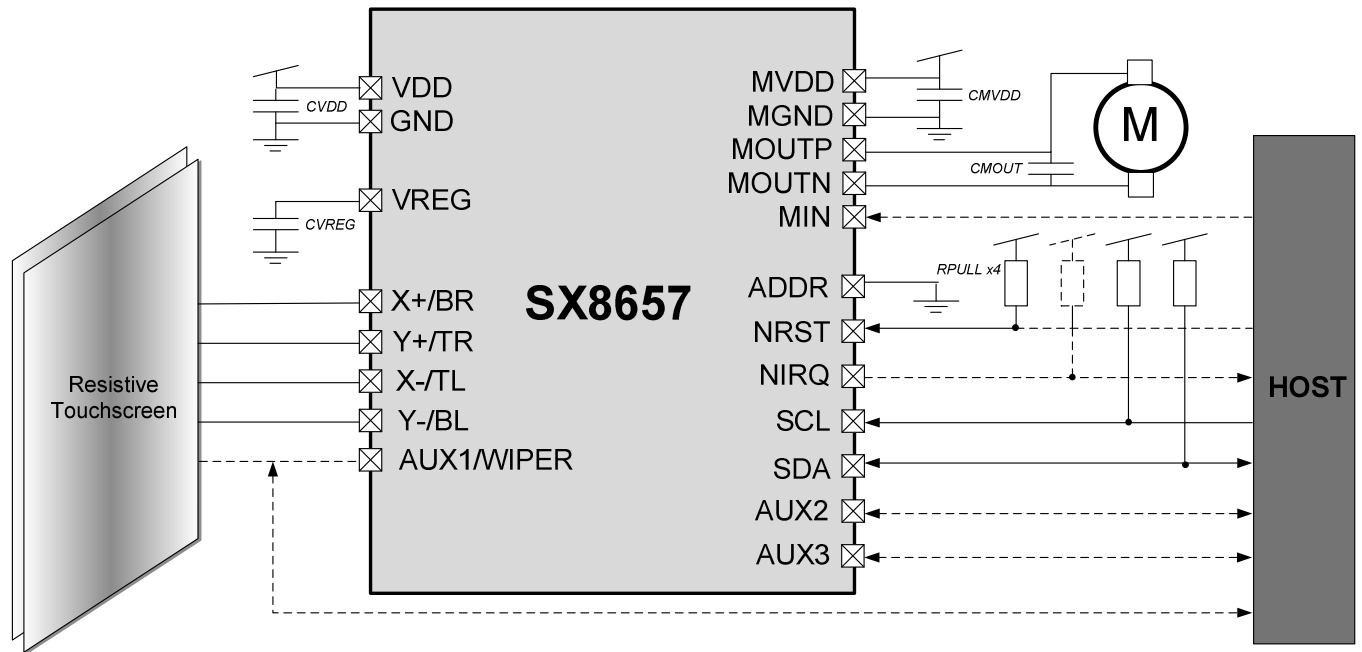 VDD
CVDD
GND
VREG
CVREG
X+/BR
Y+/TR
X-/TL
Y-/BL
AUX1/WIPER
Resistive
Touchscreen
SX8657
MVDD
MGND
MOUTP
MOUTN
MIN
ADDR
NRST
NIRQ
SCL
SDA
AUX2
AUX3
CMVDD
CMOUT
M
RPULL x4
HOST